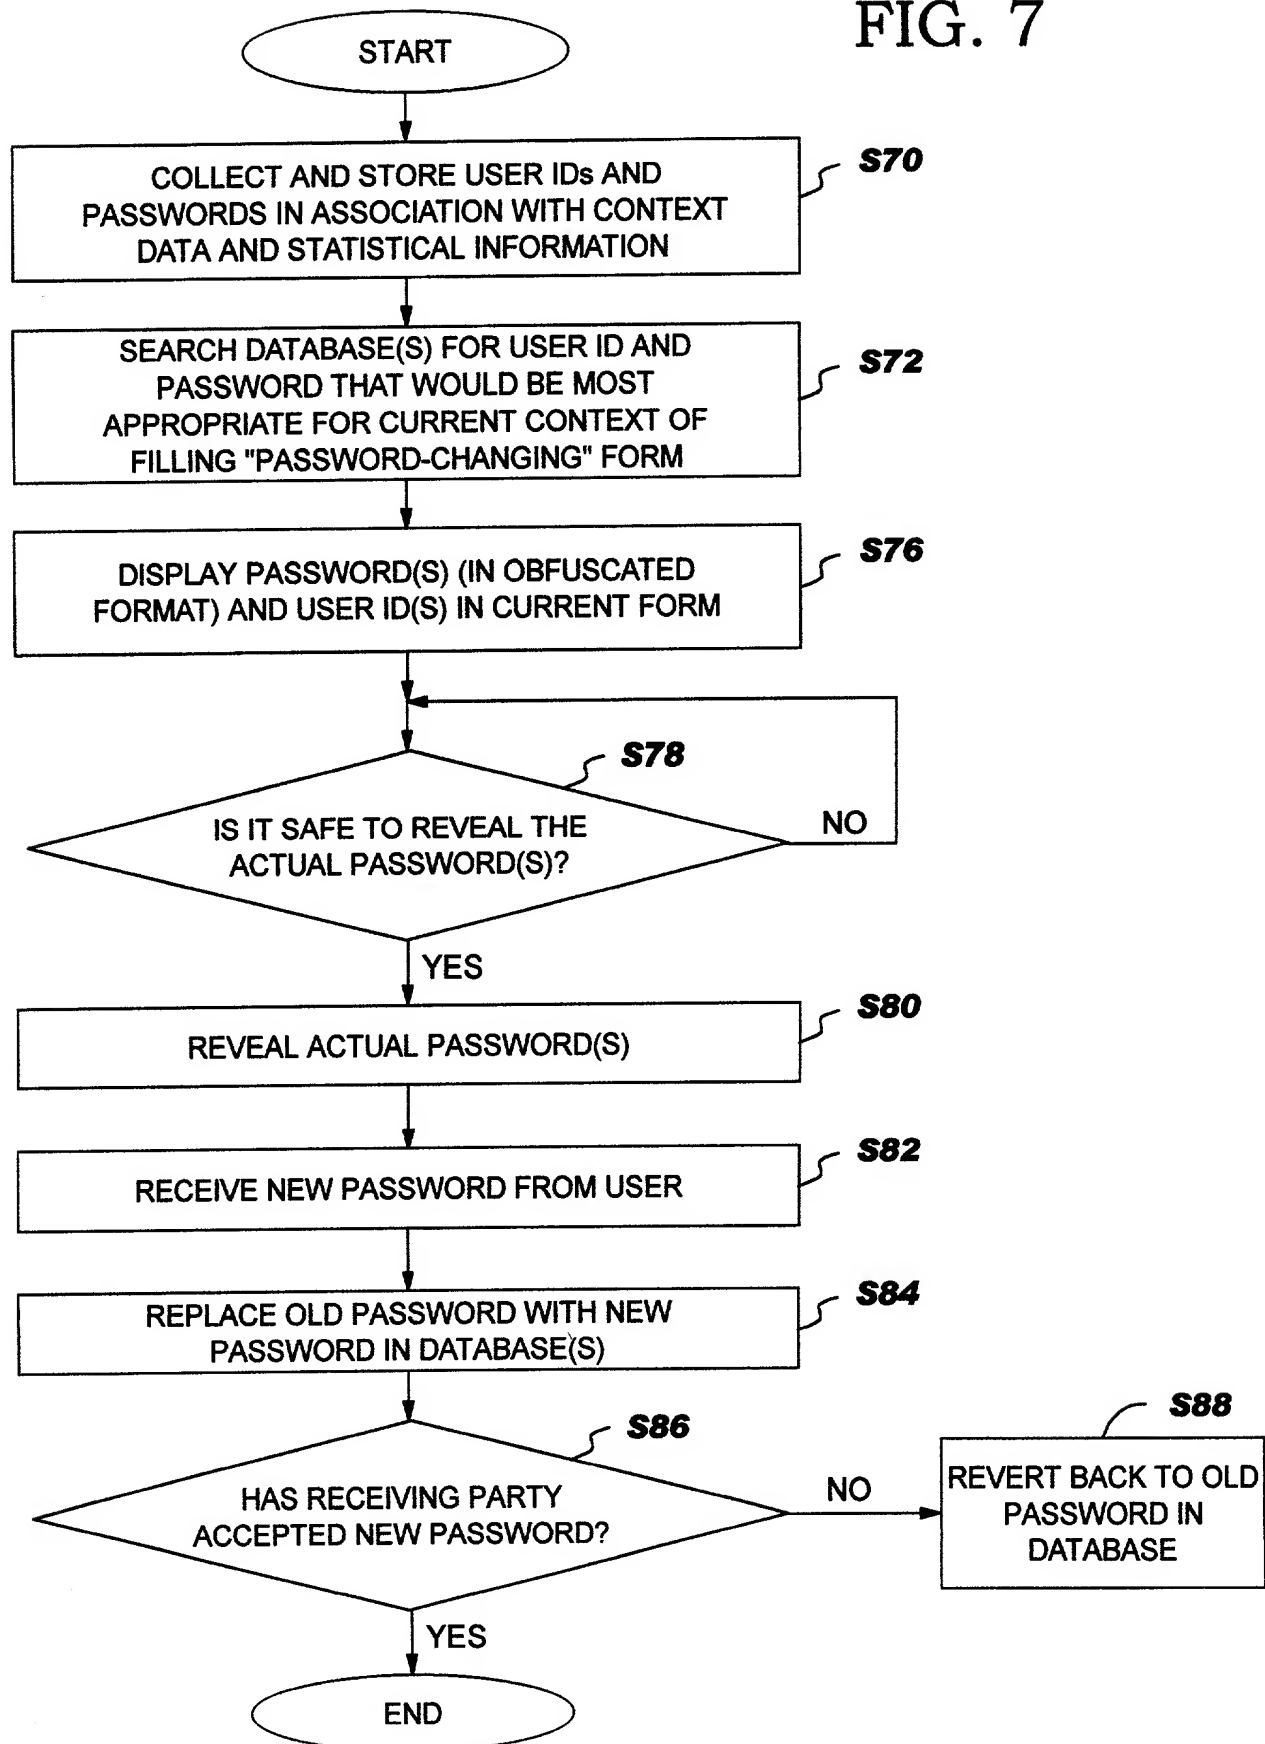 FIG. 7
START
COLLECT AND STORE USER IDs AND
PASSWORDS IN ASSOCIATION WITH CONTEXT
DATA AND STATISTICAL INFORMATION
S70
SEARCH DATABASE(S) FOR USER ID AND
PASSWORD THAT WOULD BE MOST
APPROPRIATE FOR CURRENT CONTEXT OF
FILLING "PASSWORD-CHANGING" FORM
S72
DISPLAY PASSWORD(S) (IN OBFUSCATED
FORMAT) AND USER ID(S) IN CURRENT FORM
S76
S78
IS IT SAFE TO REVEAL THE
ACTUAL PASSWORD(S)?
NO
YES
REVEAL ACTUAL PASSWORD(S)
S80
RECEIVE NEW PASSWORD FROM USER
S82
REPLACE OLD PASSWORD WITH NEW
PASSWORD IN DATABASE(S)
S84
S86
HAS RECEIVING PARTY
ACCEPTED NEW PASSWORD?
NO
S88
REVERT BACK TO OLD
PASSWORD IN
DATABASE
YES
END